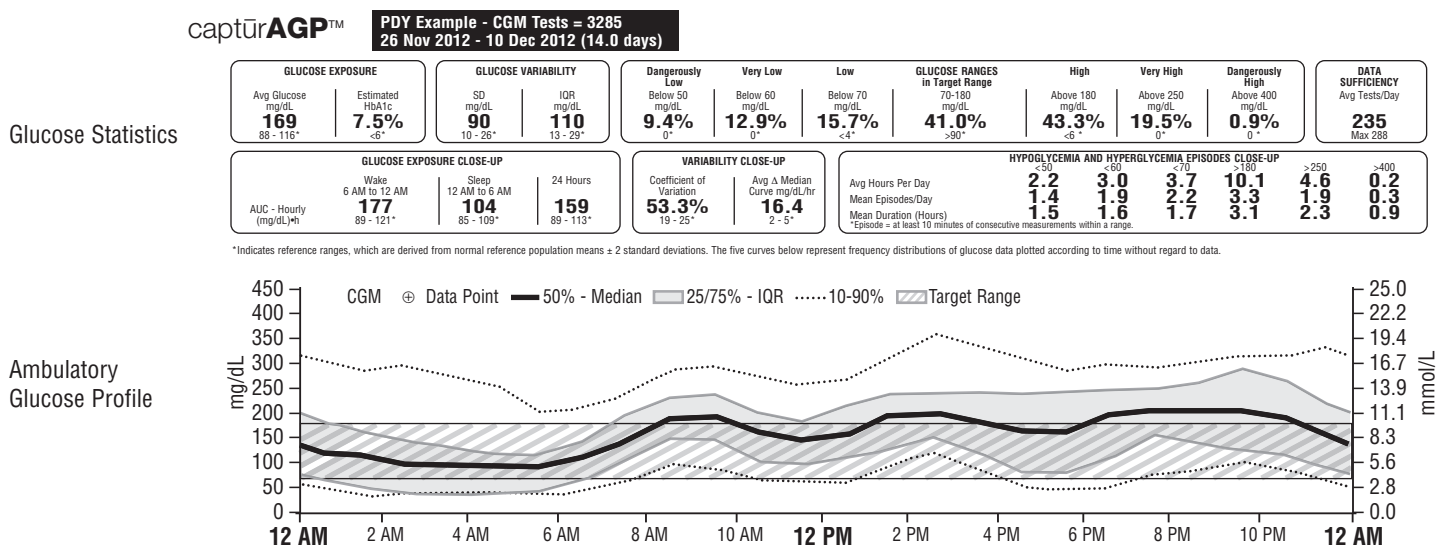 captūrAGP™
PDY Example - CGM Tests = 3285
26 Nov 2012 - 10 Dec 2012 (14.0 days)
Glucose Statistics
GLUCOSE EXPOSURE
Avg Glucose mg/dL
169
88 - 116*
Estimated HbA1c
7.5%
<6*
GLUCOSE VARIABILITY
SD mg/dL
90
10 - 26*
IQR mg/dL
110
13 - 29*
Dangerously Low
Below 50 mg/dL
9.4%
0*
Very Low
Below 60 mg/dL
12.9%
0*
Low
Below 70 mg/dL
15.7%
<4*
GLUCOSE RANGES
in Target Range
70-180 mg/dL
41.0%
>90*
High
Above 180 mg/dL
43.3%
<6 *
Very High
Above 250 mg/dL
19.5%
0*
Dangerously High
Above 400 mg/dL
0.9%
0 *
DATA SUFFICIENCY
Avg Tests/Day
235
Max 288
GLUCOSE EXPOSURE CLOSE-UP
AUC - Hourly (mg/dL)•h
Wake
6 AM to 12 AM
177
89 - 121*
Sleep
12 AM to 6 AM
104
85 - 109*
24 Hours
159
89 - 113*
VARIABILITY CLOSE-UP
Coefficient of Variation
53.3%
19 - 25*
Avg Δ Median Curve mg/dL/hr
16.4
2 - 5*
HYPOGLYCEMIA AND HYPERGLYCEMIA EPISODES CLOSE-UP
<50 <60 <70 >180 >250 >400
Avg Hours Per Day 2.2 3.0 3.7 10.1 4.6 0.2
Mean Episodes/Day 1.4 1.9 2.2 3.3 1.9 0.3
Mean Duration (Hours) 1.5 1.6 1.7 3.1 2.3 0.9
*Episode = at least 10 minutes of consecutive measurements within a range.
*Indicates reference ranges, which are derived from normal reference population means ± 2 standard deviations. The five curves below represent frequency distributions of glucose data plotted according to time without regard to data.
Ambulatory
Glucose Profile
CGM ⊕ Data Point 50% - Median 25/75% - IQR 10-90% Target Range
mg/dL
450
400
350
300
250
200
150
100
50
0
25.0
22.2
19.4
16.7
13.9
11.1
8.3
5.6
2.8
0.0
mmol/L
12 AM 2 AM 4 AM 6 AM 8 AM 10 AM 12 PM 2 PM 4 PM 6 PM 8 PM 10 PM 12 AM